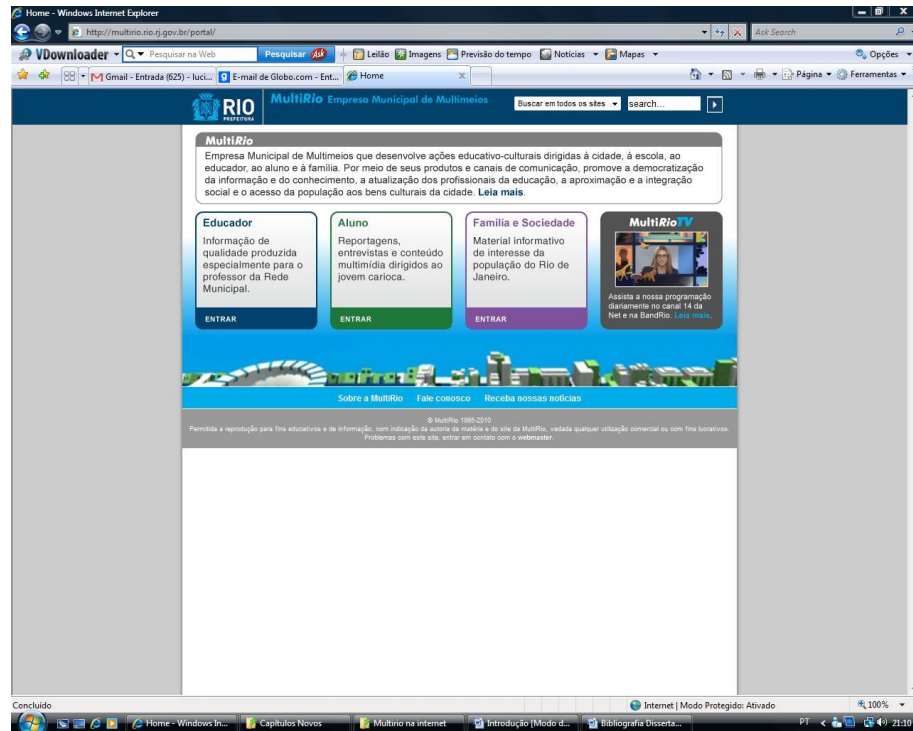 Home - Windows Internet Explorer
http://multirio.rio.rj.gov.br/portal/
Ask Search
VDownloader
Pesquisar na Web
Pesquisar
Ask
Leilão
Imagens
Previsão do tempo
Notícias
Mapas
Opções
Gmail - Entrada (625) - luci...
E-mail de Globo.com - Ent...
Home
Página
Ferramentas
RIO
PREFEITURA
MultiRio Empresa Municipal de Multimeios
Buscar em todos os sites
search...
MultiRio
Empresa Municipal de Multimeios que desenvolve ações educativo-culturais dirigidas à cidade, à escola, ao
educador, ao aluno e à família. Por meio de seus produtos e canais de comunicação, promove a democratização
da informação e do conhecimento, a atualização dos profissionais da educação, a aproximação e a integração
social e o acesso da população aos bens culturais da cidade. Leia mais.
Educador
Informação de
qualidade produzida
especialmente para o
professor da Rede
Municipal.
ENTRAR
Aluno
Reportagens,
entrevistas e conteúdo
multimídia dirigidos ao
jovem carioca.
ENTRAR
Família e Sociedade
Material informativo
de interesse da
população do Rio de
Janeiro.
ENTRAR
MultiRioTV
Assista a nossa programação
diariamente no canal 14 da
Net e na BandRio. Leia mais.
Sobre a MultiRio Fale conosco Receba nossas notícias
© MultiRio 1995-2010
Permitida a reprodução para fins educativos e de informação, com indicação da autoria da matéria e do site da MultiRio, vedada qualquer utilização comercial ou com fins lucrativos.
Problemas com este site, entrar em contato com o webmaster.
Concluído
Internet | Modo Protegido: Ativado
100%
Home - Windows In...
Capítulos Novos
Multirio na internet
Introdução [Modo d...
Bibliografia Disserta...
PT
21:10